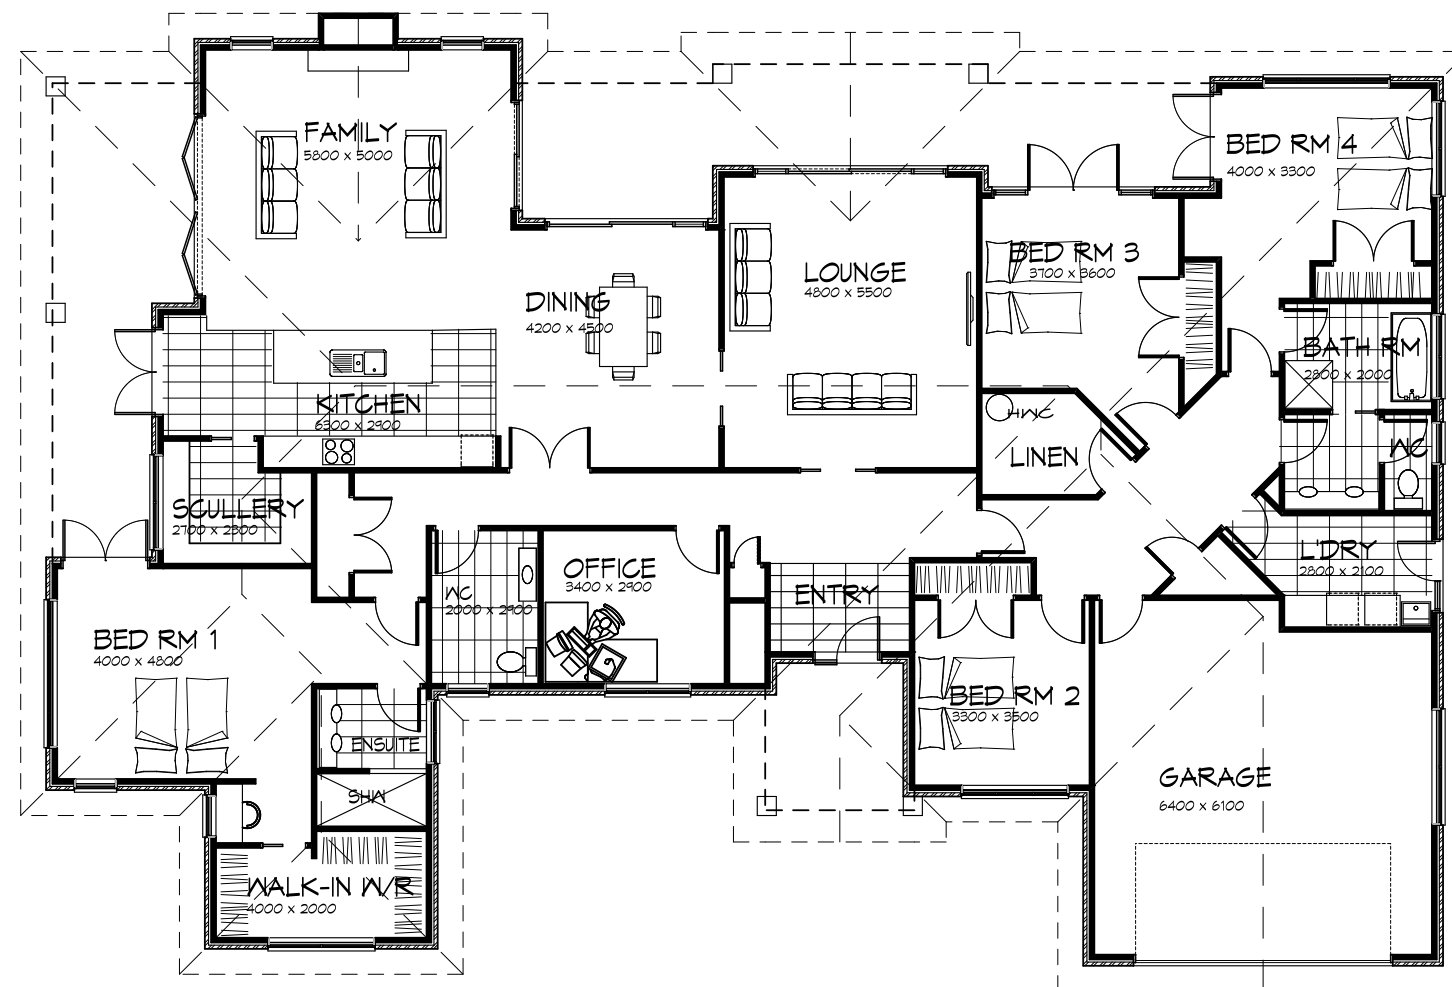 FAMILY
5800 x 5000
BED RM 4
4000 x 3300
BED RM 3
3700 x 3600
LOUNGE
4800 x 5500
DINING
4200 x 4500
BATH RM
2800 x 2000
KITCHEN
6300 x 2900
HWC
LINEN
WC
SCULLERY
2700 x 2300
L'DRY
2800 x 2100
OFFICE
3400 x 2900
WC
2000 x 2900
ENTRY
BED RM 1
4000 x 4800
BED RM 2
3300 x 3500
ENSUITE
GARAGE
6400 x 6100
SHW
WALK-IN W/R
4000 x 2000